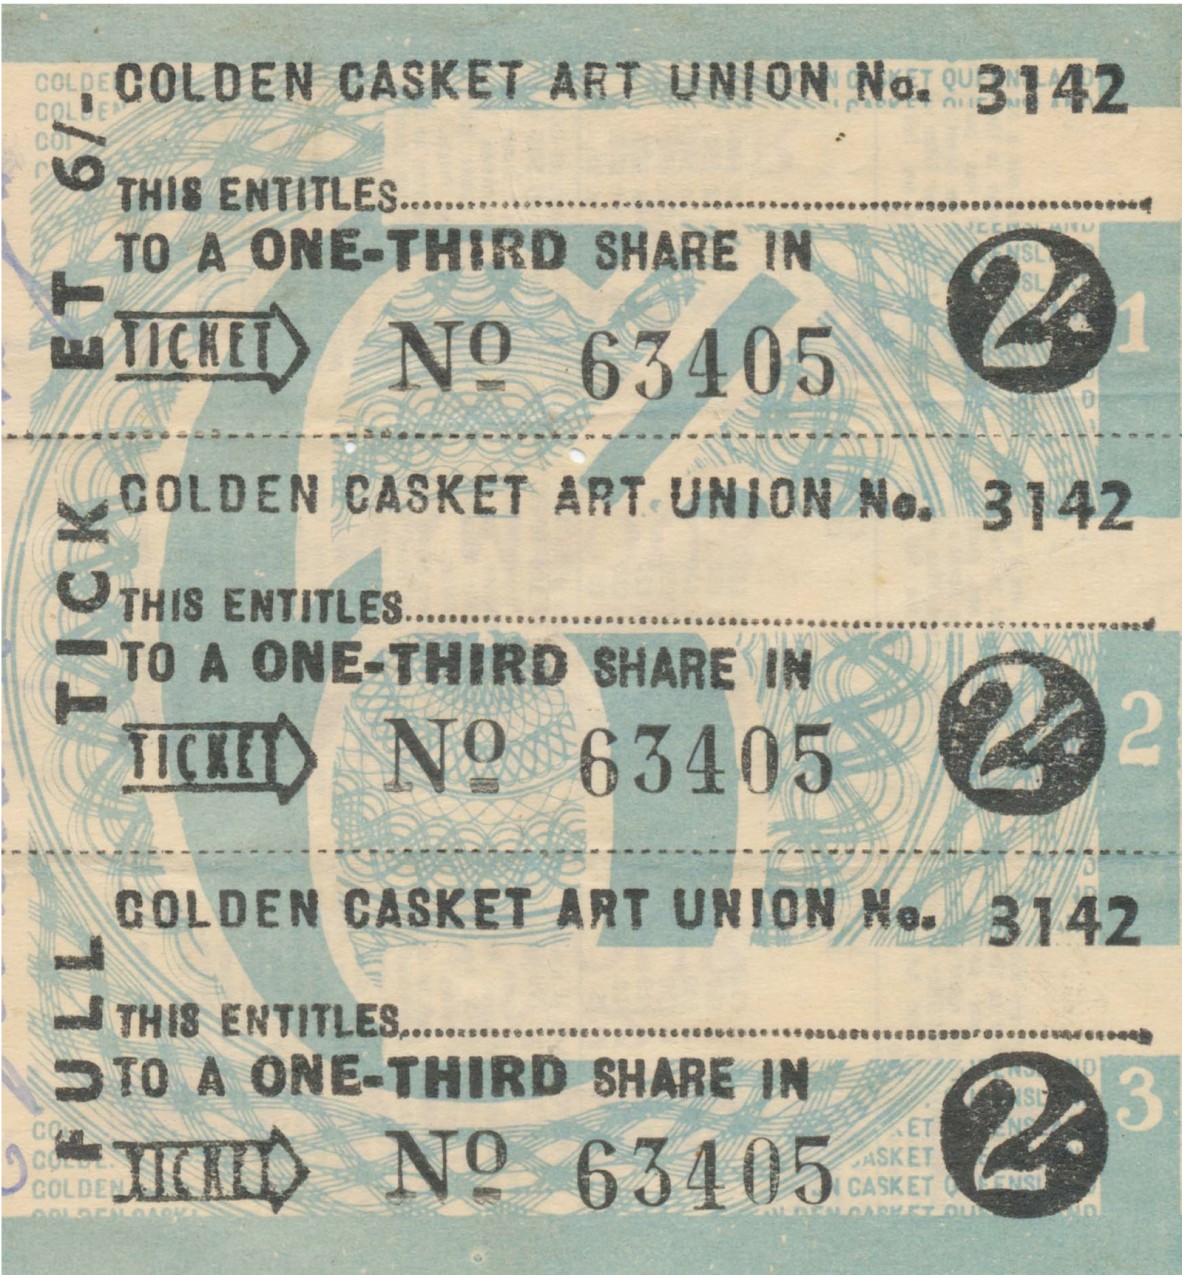 FULL TICKET 6/-
GOLDEN CASKET ART UNION No. 3142
THIS ENTITLES
TO A ONE-THIRD SHARE IN
2/-
1
TICKET No 63405
GOLDEN CASKET ART UNION No. 3142
THIS ENTITLES
TO A ONE-THIRD SHARE IN
2/-
2
TICKET No 63405
GOLDEN CASKET ART UNION No. 3142
THIS ENTITLES
TO A ONE-THIRD SHARE IN
2/-
3
TICKET No 63405